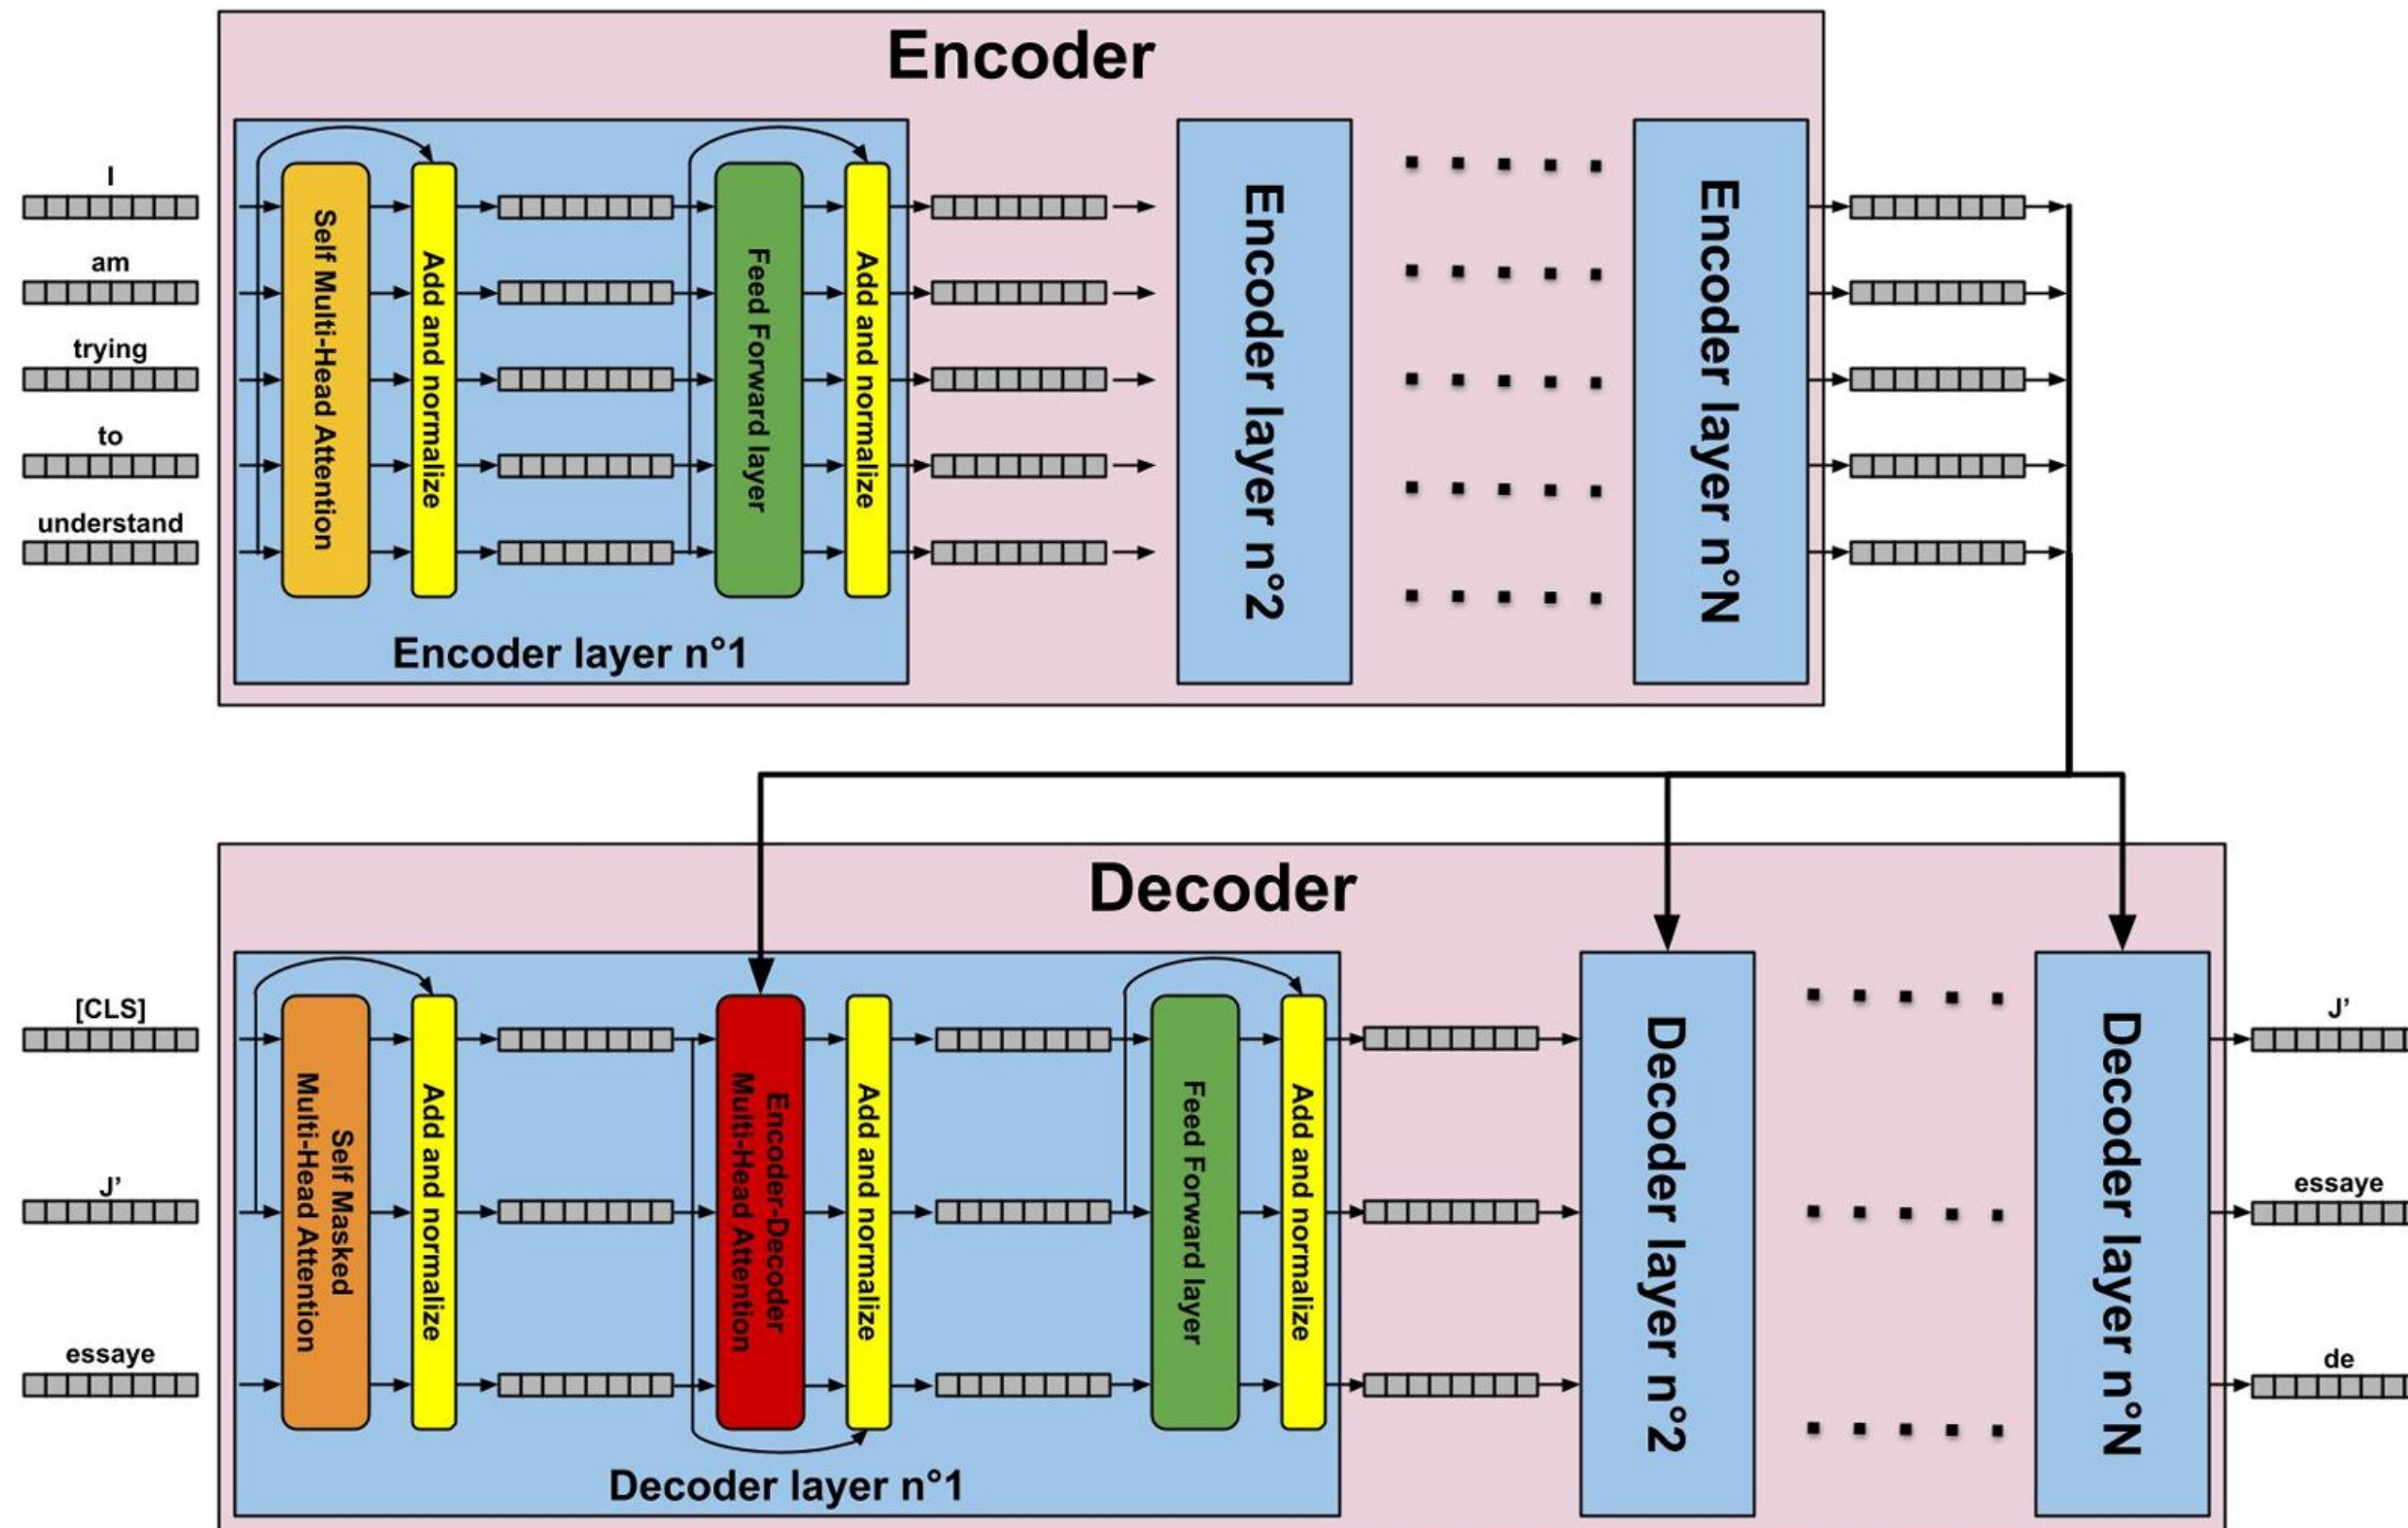 Encoder
I
am
trying
to
understand
Self Multi-Head Attention
Add and normalize
Feed Forward layer
Add and normalize
Encoder layer n°1
Encoder layer n°2
Encoder layer n°N
Decoder
[CLS]
J’
essaye
Self Masked
Multi-Head Attention
Add and normalize
Encoder-Decoder
Multi-Head Attention
Add and normalize
Feed Forward layer
Add and normalize
Decoder layer n°1
Decoder layer n°2
Decoder layer n°N
J’
essaye
de